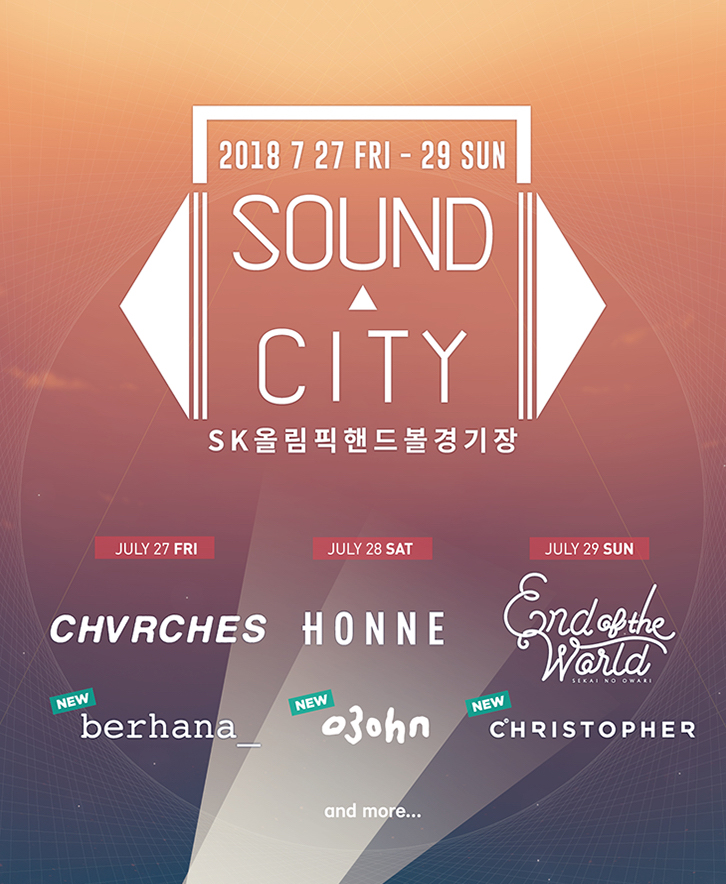 2018 7 27 FRI - 29 SUN
SOUND
CITY
SK올림픽핸드볼경기장
JULY 27 FRI
CHVRCHES
NEW
berhana_
JULY 28 SAT
HONNE
NEW
o3ohn
JULY 29 SUN
End of the
World
SEKAI NO OWARI
NEW
CHRISTOPHER
and more...